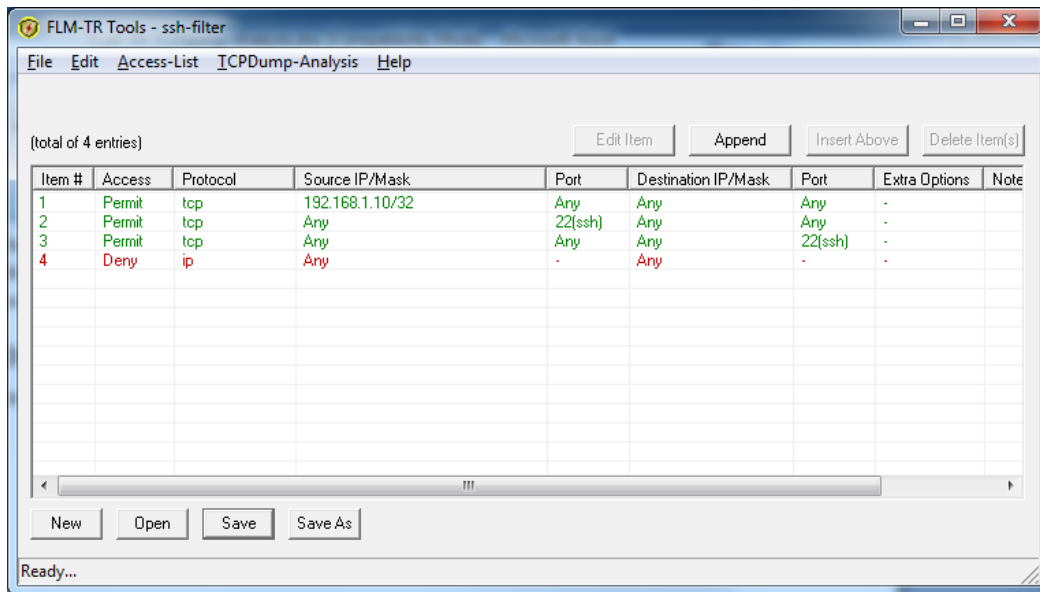 FLM-TR Tools - ssh-filter
File Edit Access-List TCPDump-Analysis Help
(total of 4 entries) Edit Item Append Insert Above Delete Item(s)
Item # Access Protocol Source IP/Mask Port Destination IP/Mask Port Extra Options Note
1 Permit tcp 192.168.1.10/32 Any Any Any -
2 Permit tcp Any 22(ssh) Any Any -
3 Permit tcp Any Any Any 22(ssh) -
4 Deny ip Any - Any - -
New Open Save Save As
Ready...